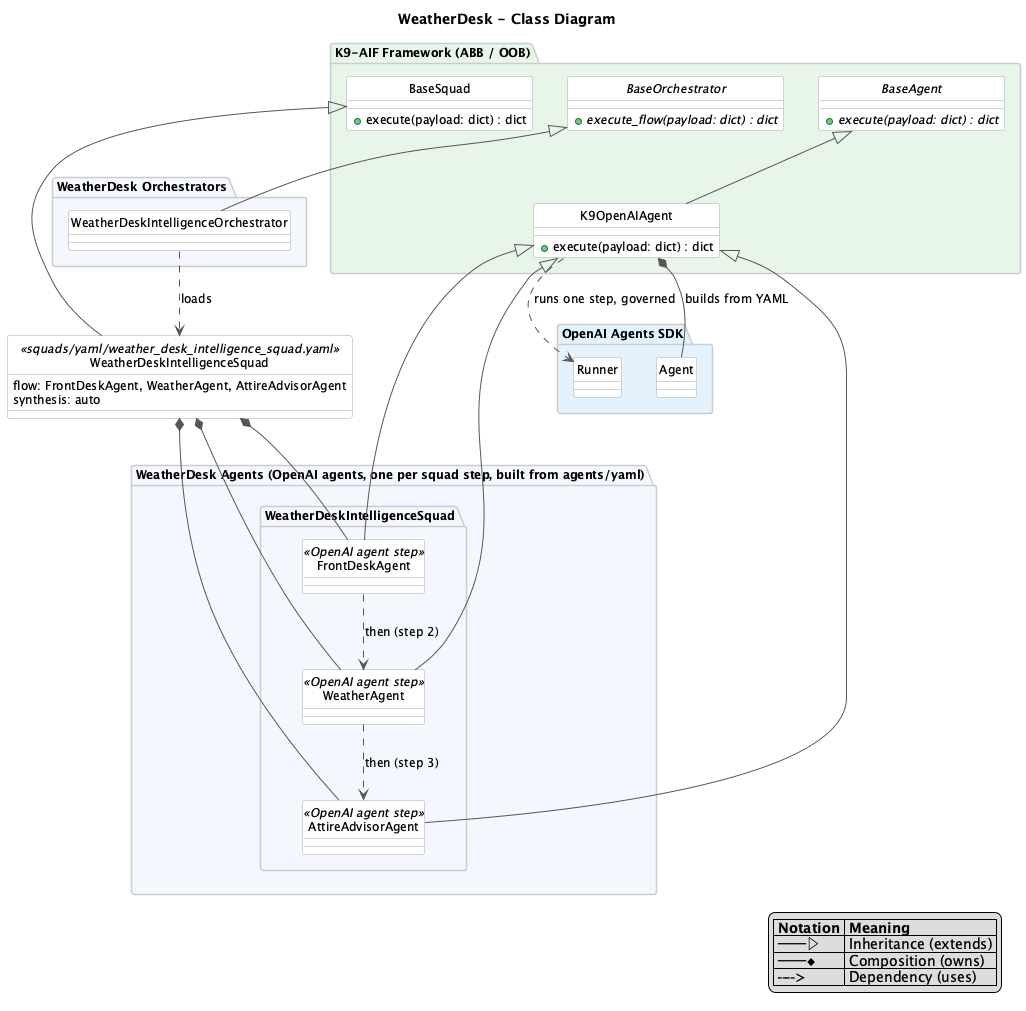 WeatherDesk – Class Diagram
K9-AIF Framework (ABB / OOB)
BaseSquad
execute(payload: dict) : dict
BaseOrchestrator
execute_flow(payload: dict) : dict
BaseAgent
execute(payload: dict) : dict
WeatherDesk Orchestrators
WeatherDeskIntelligenceOrchestrator
K9OpenAIAgent
execute(payload: dict) : dict
loads
runs one step, governed
builds from YAML
«squads/yaml/weather_desk_intelligence_squad.yaml»
WeatherDeskIntelligenceSquad
flow: FrontDeskAgent, WeatherAgent, AttireAdvisorAgent
synthesis: auto
OpenAI Agents SDK
Runner
Agent
WeatherDesk Agents (OpenAI agents, one per squad step, built from agents/yaml)
WeatherDeskIntelligenceSquad
«OpenAI agent step»
FrontDeskAgent
then (step 2)
«OpenAI agent step»
WeatherAgent
then (step 3)
«OpenAI agent step»
AttireAdvisorAgent
Notation Meaning
Inheritance (extends)
Composition (owns)
----> Dependency (uses)